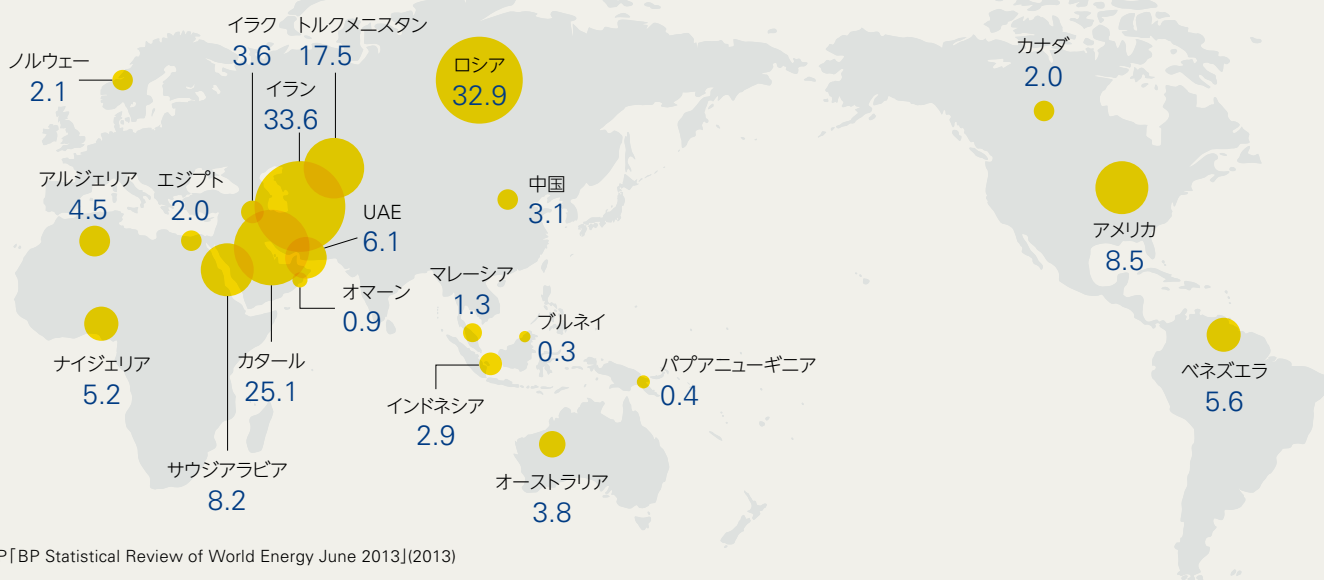 イラク
3.6
トルクメニスタン
17.5
ノルウェー
2.1
イラン
33.6
ロシア
32.9
カナダ
2.0
アルジェリア
4.5
エジプト
2.0
UAE
6.1
中国
3.1
アメリカ
8.5
オマーン
0.9
マレーシア
1.3
ブルネイ
0.3
ナイジェリア
5.2
カタール
25.1
パプアニューギニア
0.4
ベネズエラ
5.6
インドネシア
2.9
サウジアラビア
8.2
オーストラリア
3.8
P「BP Statistical Review of World Energy June 2013」(2013)